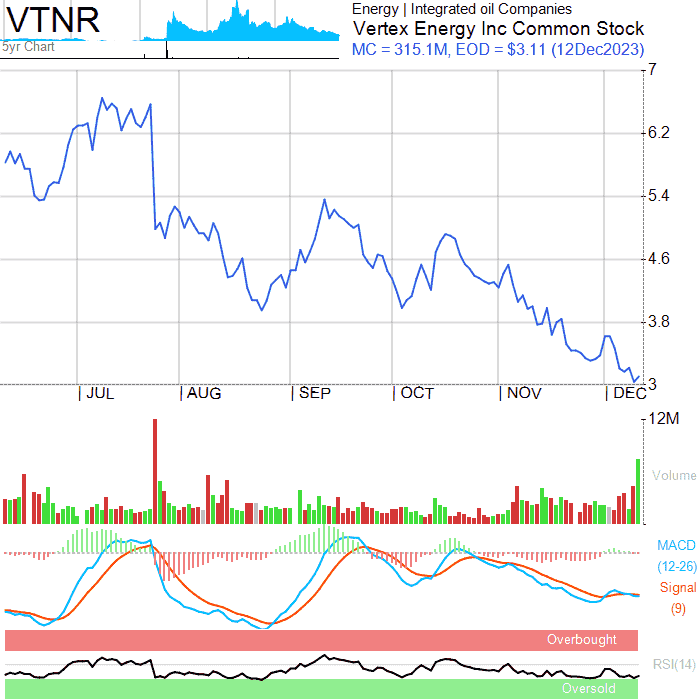 VTNR
5yr Chart
Energy | Integrated oil Companies
Vertex Energy Inc Common Stock
MC = 315.1M, EOD = $3.11 (12Dec2023)
7
6.2
5.4
4.6
3.8
3
JUL
AUG
SEP
OCT
NOV
DEC
12M
Volume
MACD
(12-26)
Signal
(9)
Overbought
RSI(14)
Oversold